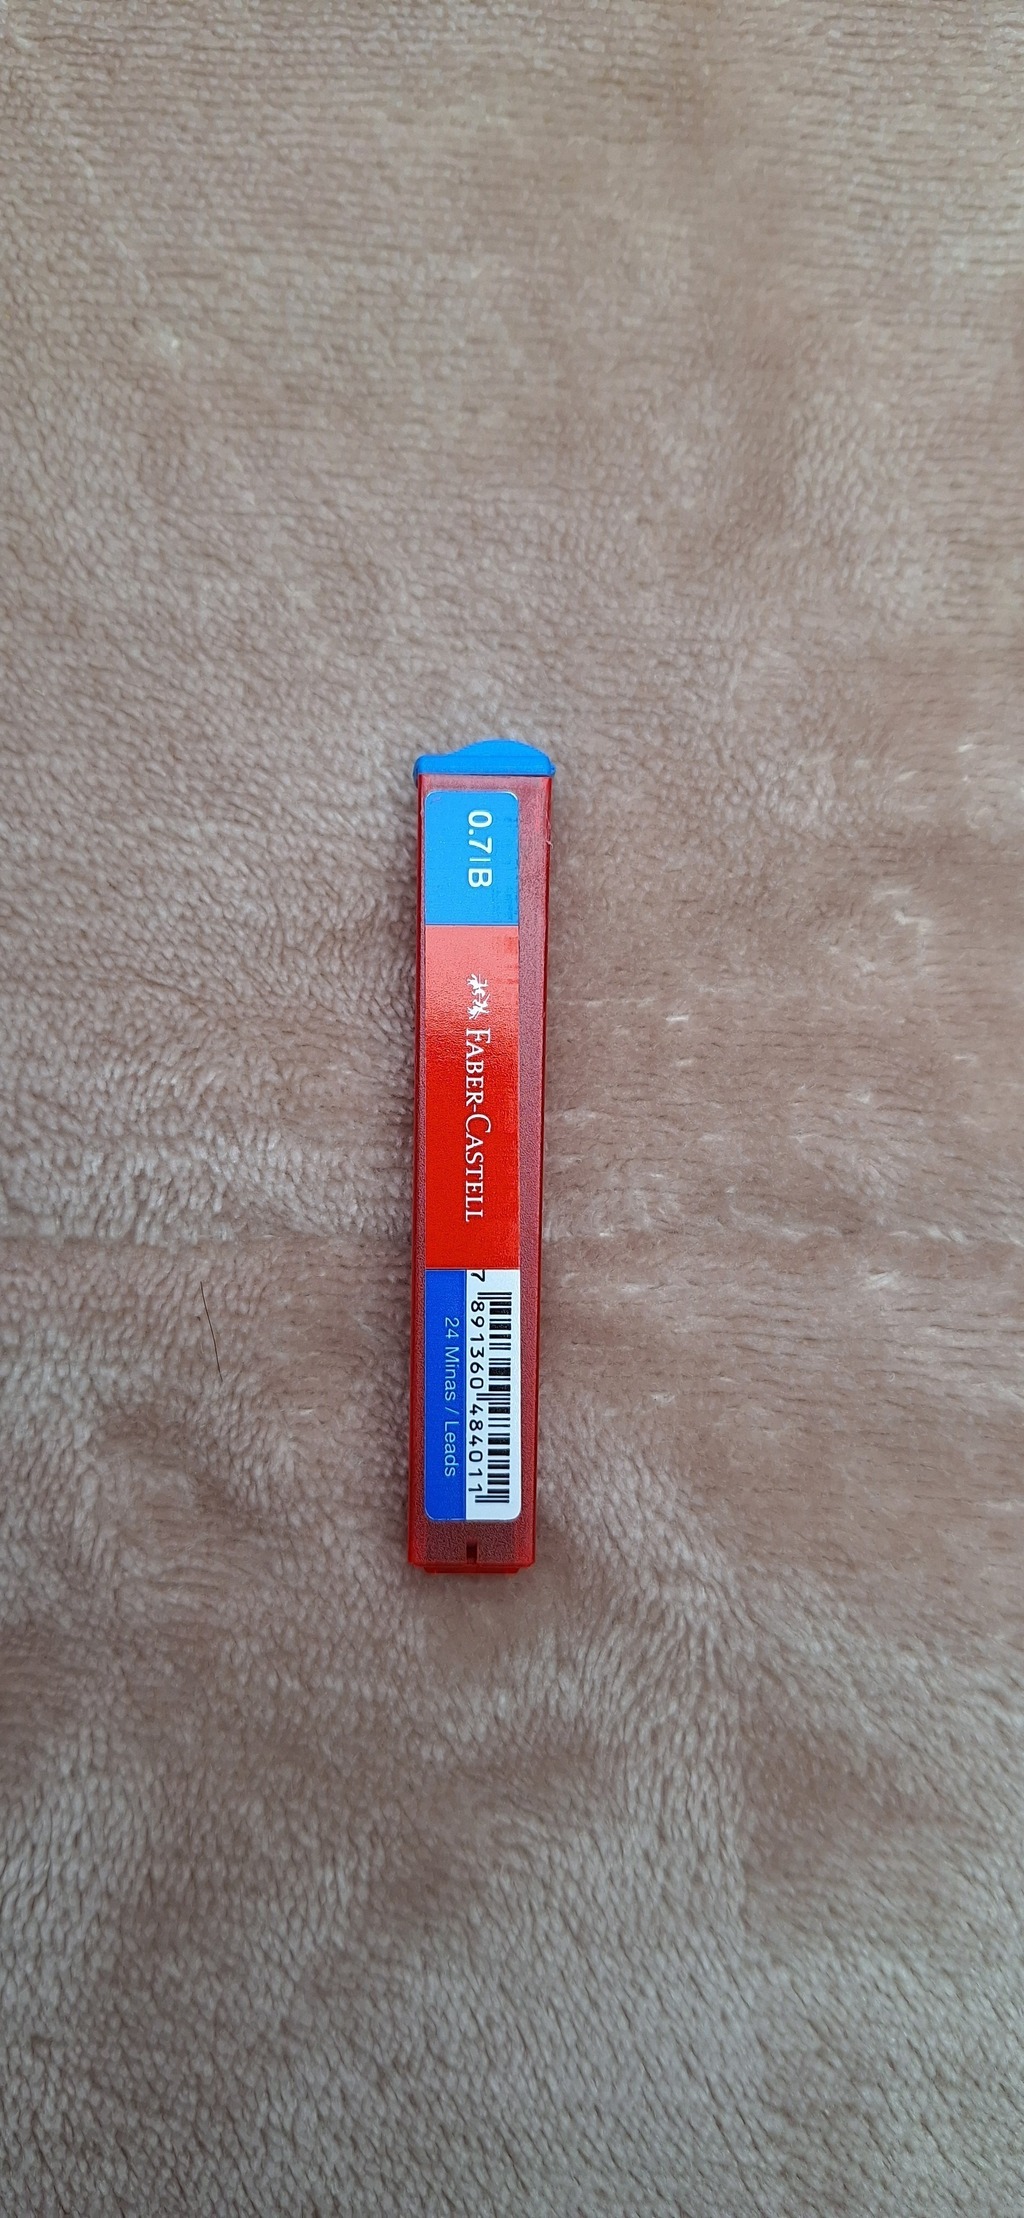 0.7 | B
FABER-CASTELL
7 891360 484011
24 Minas / Leads